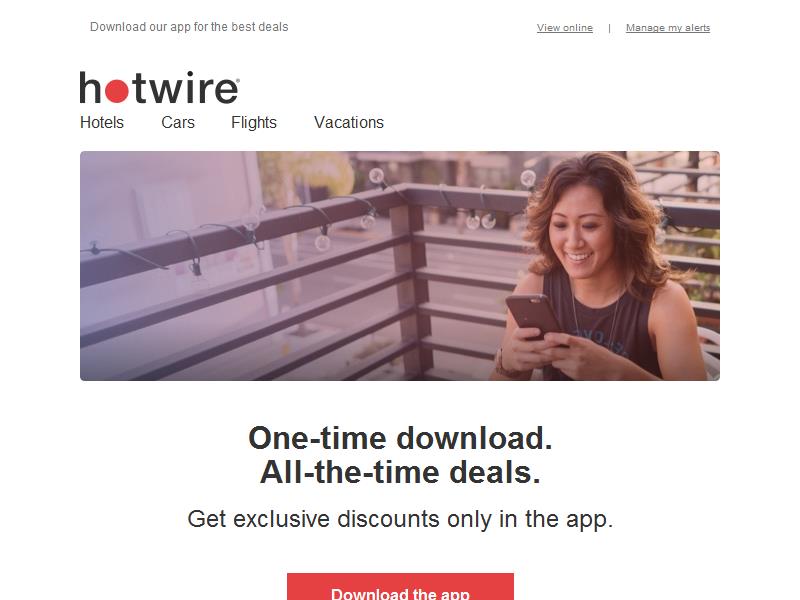 Download our app for the best deals
View online | Manage my alerts
hotwire
Hotels Cars Flights Vacations
One-time download.
All-the-time deals.
Get exclusive discounts only in the app.
Download the app